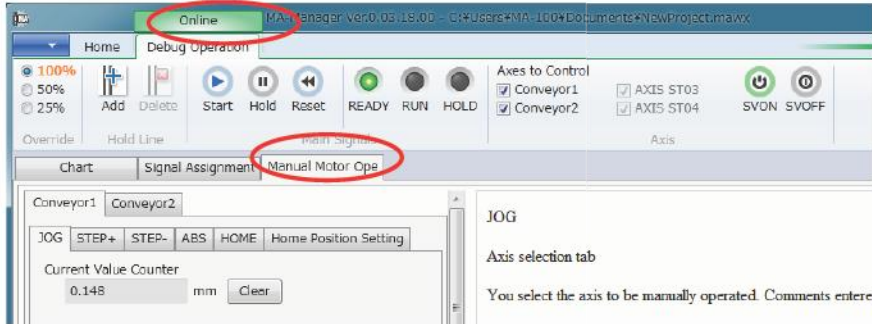 Online MA-Manager Ver.0.03.18.00 - C:¥Users¥MA-100¥Documents¥NewProject.mawx
Home Debug Operation
100%
50%
25%
Override
Add Delete
Hold Line
Start Hold Reset READY RUN HOLD
Main Signals
Axes to Control
Conveyor1 AXIS ST03
Conveyor2 AXIS ST04
SVON SVOFF
Axis
Chart Signal Assignment Manual Motor Ope
Conveyor1 Conveyor2
JOG STEP+ STEP- ABS HOME Home Position Setting
Current Value Counter
0.148 mm Clear
JOG
Axis selection tab
You select the axis to be manually operated. Comments entere